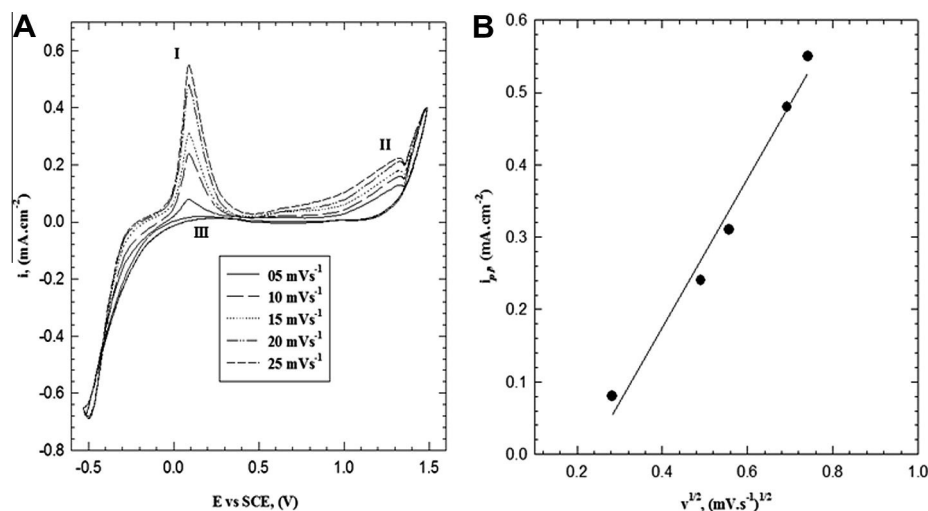 A
0.6
0.4
0.2
0.0
-0.2
-0.4
-0.6
-0.8
i, (mA.cm-2)
I
II
III
05 mVs-1
10 mVs-1
15 mVs-1
20 mVs-1
25 mVs-1
-0.5
0.0
0.5
1.0
1.5
E vs SCE, (V)
B
0.6
0.5
0.4
0.3
0.2
0.1
0.0
ip,p, (mA.cm-2)
0.2
0.4
0.6
0.8
1.0
v1/2, (mV.s-1)1/2